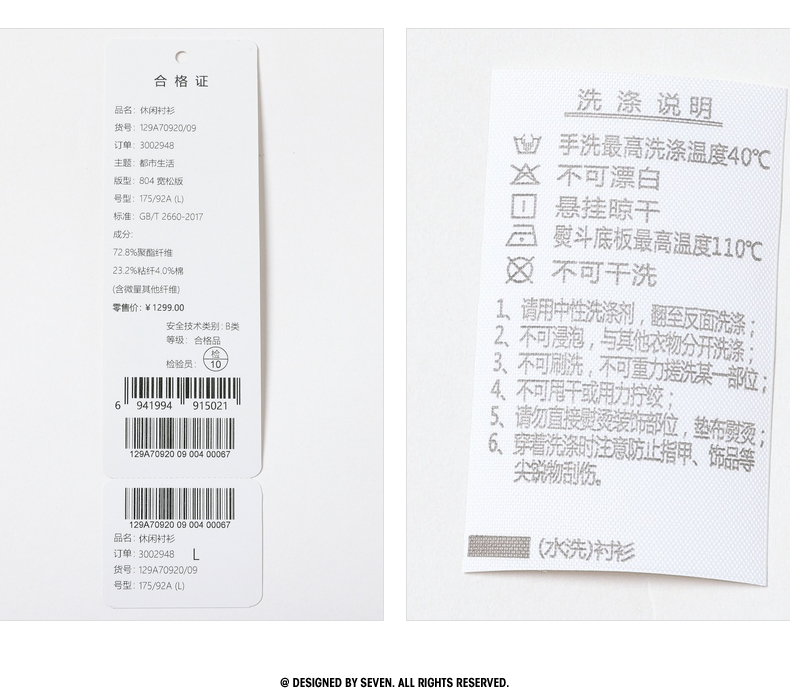 合格证
品名：休闲衬衫
货号：129A70920/09
订单：3002948
主题：都市生活
版型：804 宽松版
号型：175/92A (L)
标准：GB/T 2660-2017
成分：
72.8%聚酯纤维
23.2%粘纤4.0%棉
(含微量其他纤维)
零售价：¥1299.00
安全技术类别：B类
等级：合格品
检验员：检10
6 941994 915021
129A70920 09 004 00067
129A70920 09 004 00067
品名：休闲衬衫
订单：3002948 L
货号：129A70920/09
号型：175/92A (L)
洗涤说明
手洗最高洗涤温度40℃
不可漂白
悬挂晾干
熨斗底板最高温度110℃
不可干洗
1、请用中性洗涤剂，翻至反面洗涤；
2、不可浸泡，与其他衣物分开洗涤；
3、不可刷洗，不可重力搓洗某一部位；
4、不可甩干或用力拧绞；
5、请勿直接熨烫装饰部位，垫布熨烫；
6、穿着洗涤时注意防止指甲、饰品等
尖锐物刮伤。
(水洗)衬衫
@ DESIGNED BY SEVEN. ALL RIGHTS RESERVED.